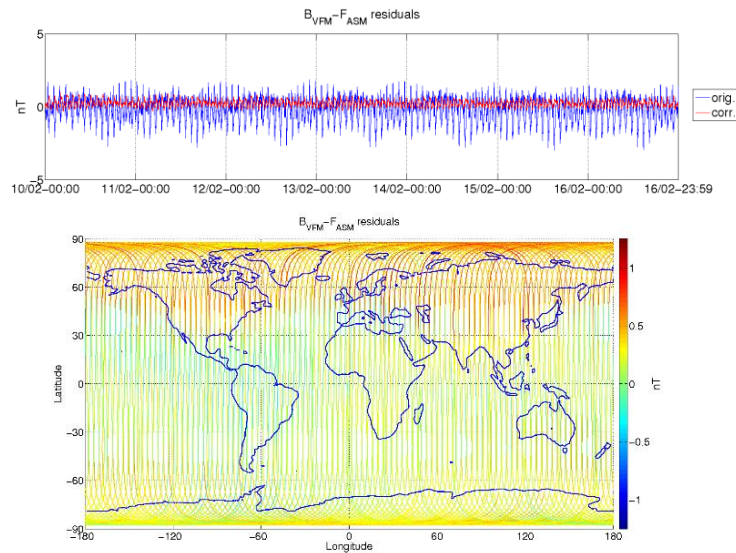 B_VFM-F_ASM residuals
5
0
-5
nT
10/02-00:00 11/02-00:00 12/02-00:00 13/02-00:00 14/02-00:00 15/02-00:00 16/02-00:00 16/02-23:59
orig.
corr.
B_VFM-F_ASM residuals
90
60
30
0
-30
-60
-90
Latitude
-180 -120 -60 0 60 120 180
Longitude
1
0.5
0
-0.5
-1
nT